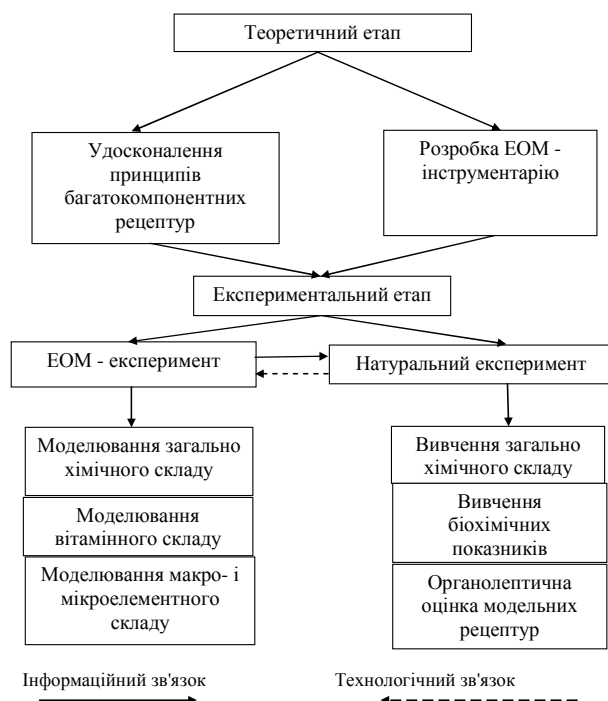 Теоретичний етап
Удосконалення
принципів
багатокомпонентних
рецептур
Розробка ЕОМ -
інструментарію
Експериментальний етап
ЕОМ - експеримент
Натуральний експеримент
Моделювання загально
хімічного складу
Моделювання
вітамінного складу
Моделювання макро- і
мікроелементного
складу
Вивчення загально
хімічного складу
Вивчення
біохімічних
показників
Органолептична
оцінка модельних
рецептур
Інформаційний зв'язок
Технологічний зв'язок